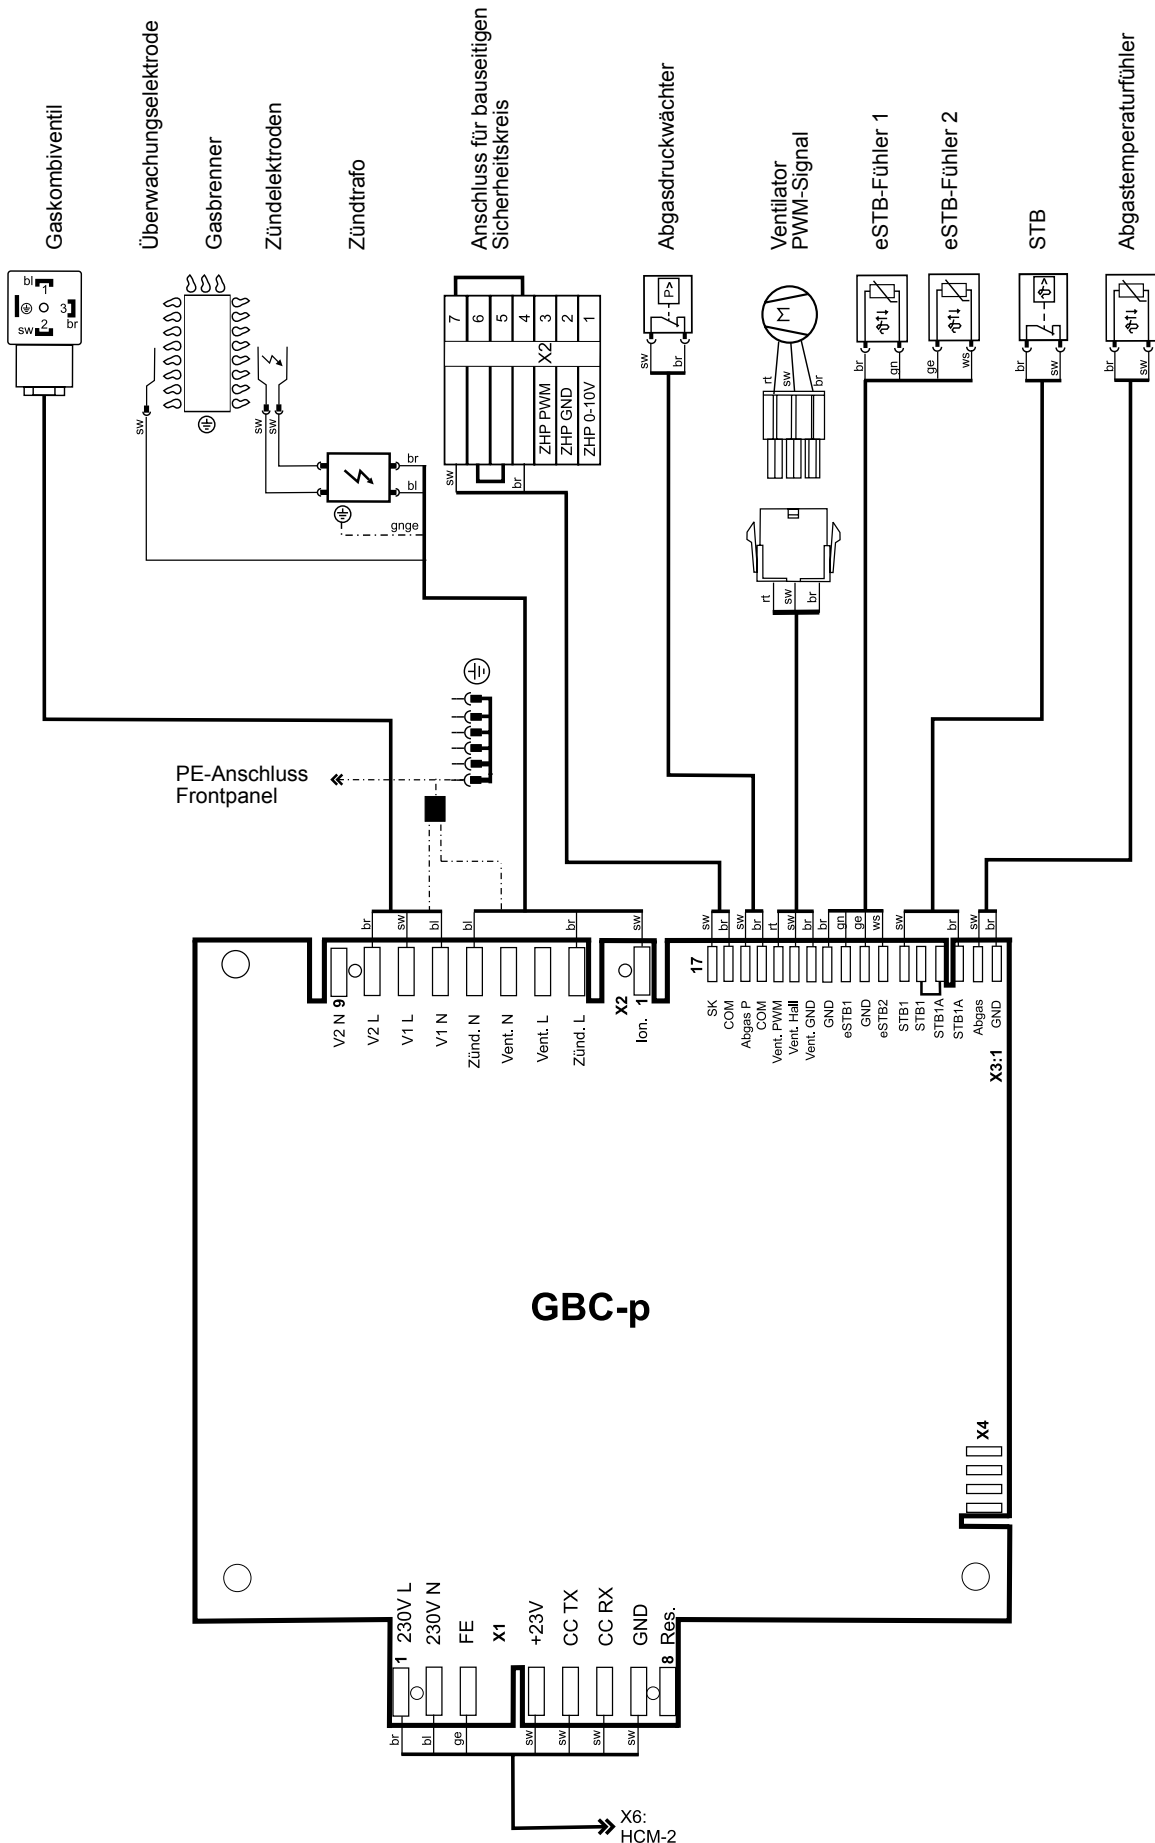 Gaskombiventil
Überwachungselektrode
Gasbrenner
Zündelektroden
Zündtrafo
Anschluss für bauseitigen
Sicherheitskreis
Abgasdruckwächter
Ventilator
PWM-Signal
eSTB-Fühler 1
eSTB-Fühler 2
STB
Abgastemperaturfühler
bl
1
2
sw
3
br
sw
sw
sw
br
bl
gnge
7
6
5
4
3
2
1
X2
ZHP PWM
ZHP GND
ZHP 0-10V
sw
br
P>
sw
br
M
rt
sw
br
rt
sw
br
br
gn
ge
ws
ϑ>
br
sw
br
sw
PE-Anschluss
Frontpanel
br
sw
bl
bl
br
sw
sw
br
sw
br
rt
sw
br
br
gn
ge
ws
sw
br
sw
br
9
V2 N
V2 L
V1 L
V1 N
Zünd. N
Vent. N
Vent. L
Zünd. L
X2
1
Ion.
17
SK
COM
Abgas P
COM
Vent. PWM
Vent. Hall
Vent. GND
GND
eSTB1
GND
eSTB2
STB1
STB1
STB1A
STB1A
Abgas
GND
X3:1
GBC-p
X4
1
230V L
230V N
FE
X1
+23V
CC TX
CC RX
GND
8
Res.
br
bl
ge
sw
sw
sw
sw
X6:
HCM-2